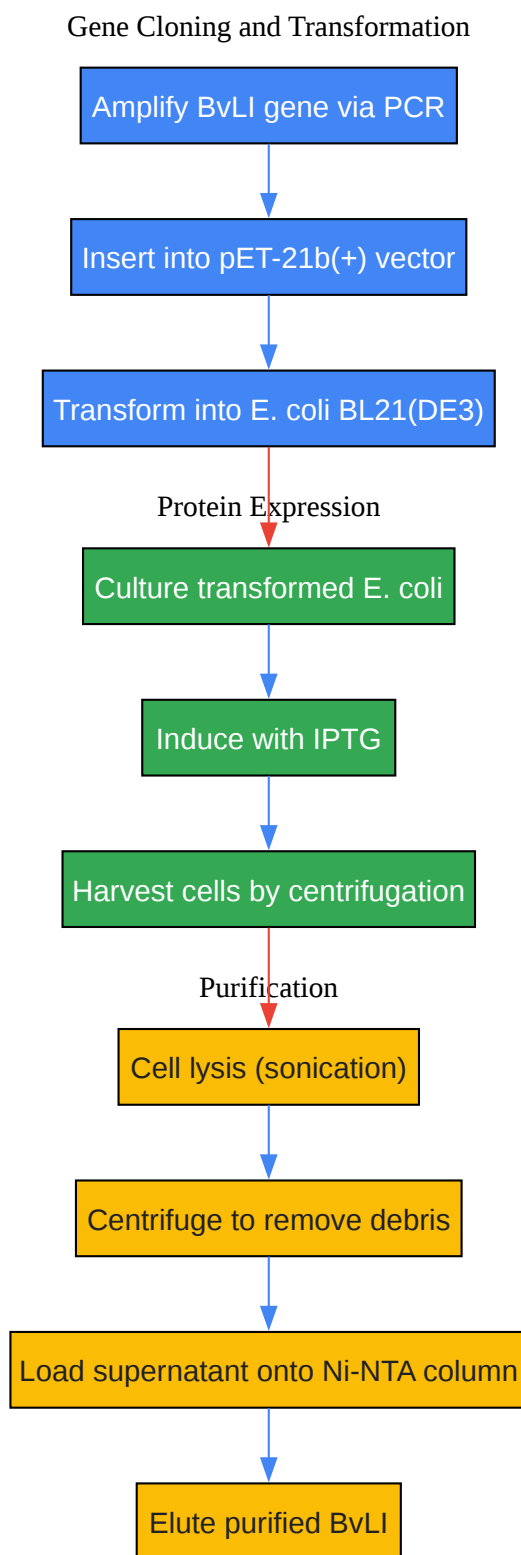 Gene Cloning and Transformation
Amplify BvLI gene via PCR
Insert into pET-21b(+) vector
Transform into E. coli BL21(DE3)
Protein Expression
Culture transformed E. coli
Induce with IPTG
Harvest cells by centrifugation
Purification
Cell lysis (sonication)
Centrifuge to remove debris
Load supernatant onto Ni-NTA column
Elute purified BvLI